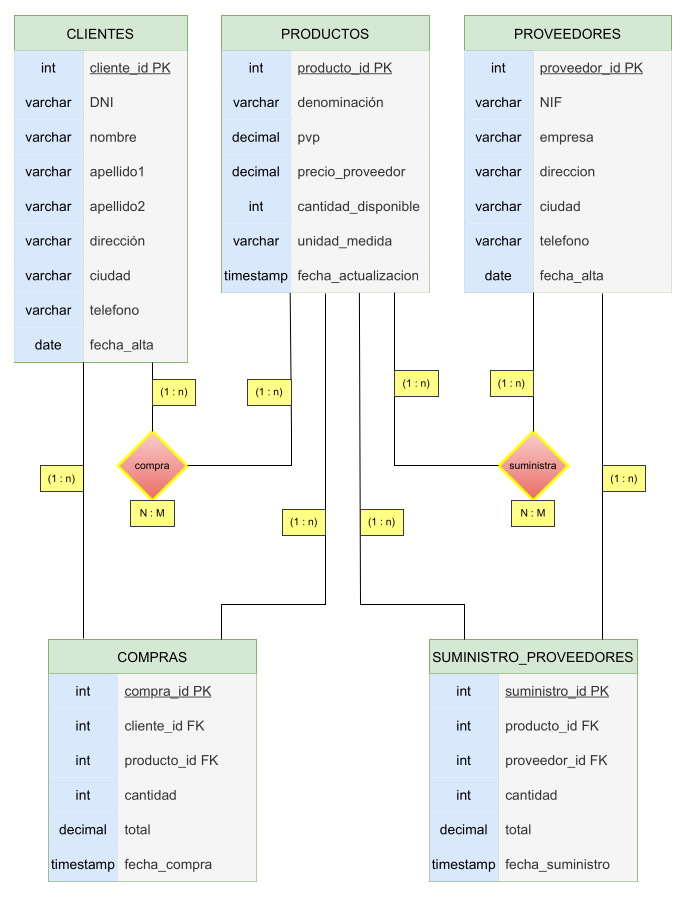 CLIENTES
int cliente_id PK
varchar DNI
varchar nombre
varchar apellido1
varchar apellido2
varchar dirección
varchar ciudad
varchar telefono
date fecha_alta
PRODUCTOS
int producto_id PK
varchar denominación
decimal pvp
decimal precio_proveedor
int cantidad_disponible
varchar unidad_medida
timestamp fecha_actualizacion
PROVEEDORES
int proveedor_id PK
varchar NIF
varchar empresa
varchar direccion
varchar ciudad
varchar telefono
date fecha_alta
(1 : n)
(1 : n)
(1 : n)
(1 : n)
compra
suministra
(1 : n)
(1 : n)
N : M
N : M
(1 : n)
(1 : n)
COMPRAS
int compra_id PK
int cliente_id FK
int producto_id FK
int cantidad
decimal total
timestamp fecha_compra
SUMINISTRO_PROVEEDORES
int suministro_id PK
int producto_id FK
int proveedor_id FK
int cantidad
decimal total
timestamp fecha_suministro